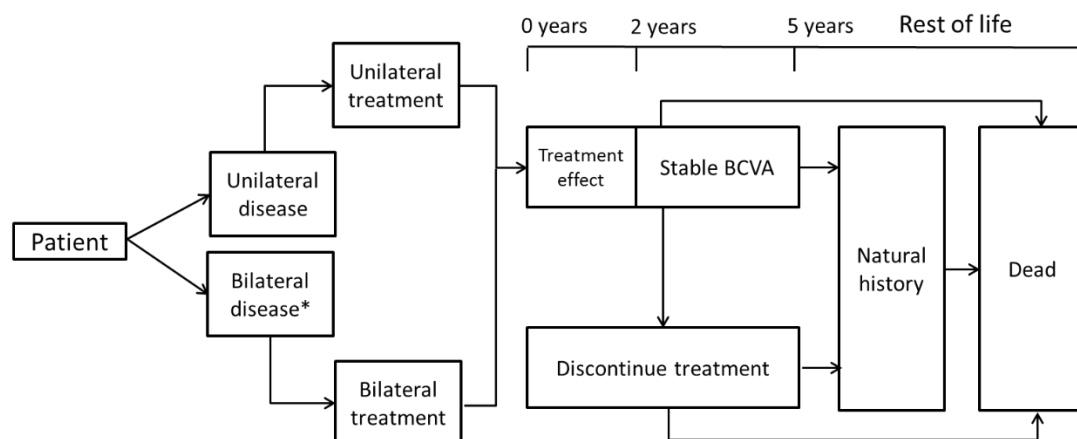 0 years
2 years
5 years
Rest of life
Unilateral
treatment
Treatment
effect
Stable BCVA
Unilateral
disease
Patient
Bilateral
disease*
Natural
history
Dead
Discontinue treatment
Bilateral
treatment